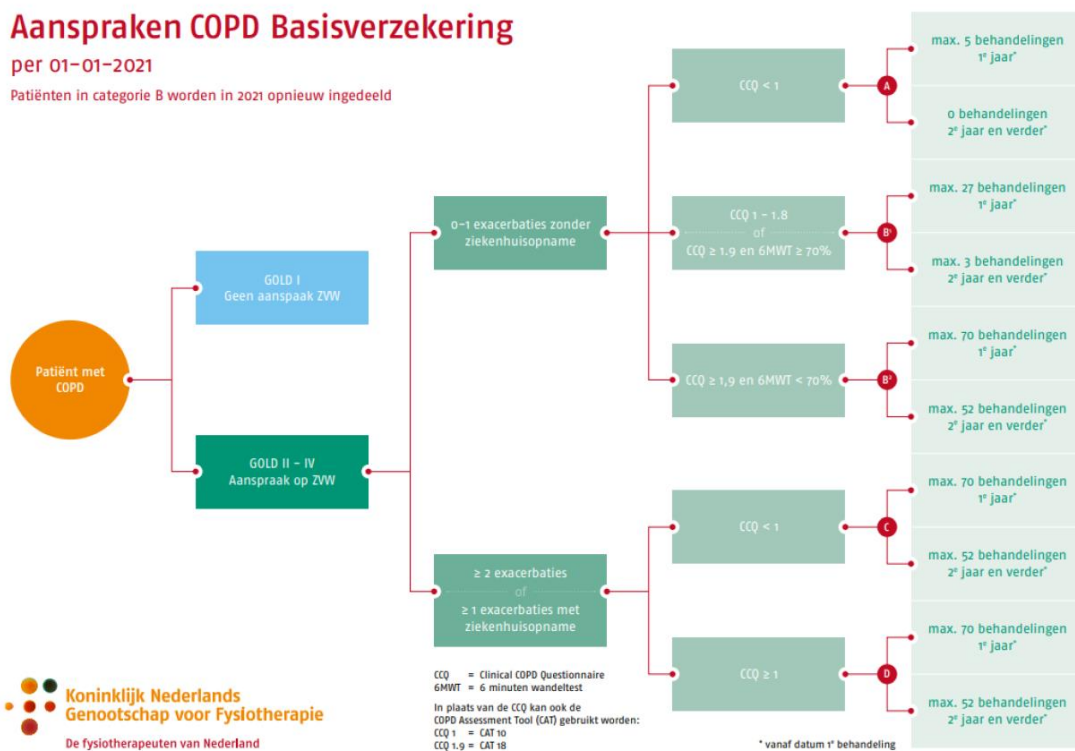 Aanspraken COPD Basisverzekering
per 01-01-2021
Patiënten in categorie B worden in 2021 opnieuw ingedeeld
Patiënt met
COPD
GOLD I
Geen aanspaak ZVW
GOLD II - IV
Aanspraak op ZVW
0-1 exacerbaties zonder
ziekenhuisopname
≥ 2 exacerbaties
of
≥ 1 exacerbaties met
ziekenhuisopname
CCQ < 1
CCQ 1 - 1.8
of
CCQ ≥ 1.9 en 6MWT ≥ 70%
CCQ ≥ 1,9 en 6MWT < 70%
CCQ < 1
CCQ ≥ 1
A
max. 5 behandelingen
1e jaar*
0 behandelingen
2e jaar en verder*
B1
max. 27 behandelingen
1e jaar*
max. 3 behandelingen
2e jaar en verder*
B2
max. 70 behandelingen
1e jaar*
max. 52 behandelingen
2e jaar en verder*
C
max. 70 behandelingen
1e jaar*
max. 52 behandelingen
2e jaar en verder*
D
max. 70 behandelingen
1e jaar*
max. 52 behandelingen
2e jaar en verder*
CCQ = Clinical COPD Questionnaire
6MWT = 6 minuten wandeltest
In plaats van de CCQ kan ook de
COPD Assessment Tool (CAT) gebruikt worden:
CCQ 1 = CAT 10
CCQ 1.9 = CAT 18
* vanaf datum 1e behandeling
Koninklijk Nederlands
Genootschap voor Fysiotherapie
De fysiotherapeuten van Nederland